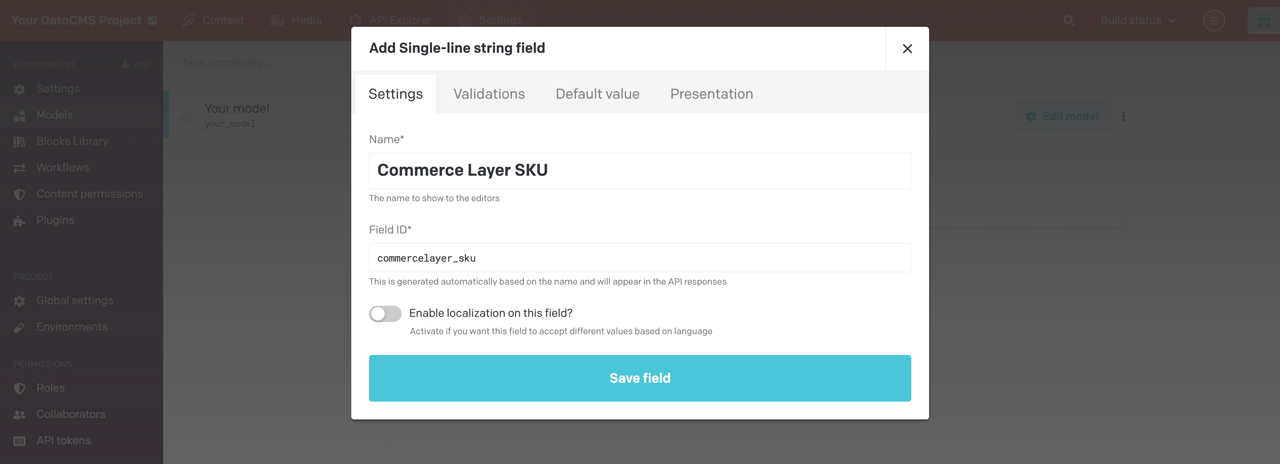 Your DatoCMS Project
Content
Media
API Explorer
Settings
Build status
S
Add Single-line string field
Settings
Validations
Default value
Presentation
Name*
Commerce Layer SKU
The name to show to the editors
Field ID*
commercelayer_sku
This is generated automatically based on the name and will appear in the API responses
Enable localization on this field?
Activate if you want this field to accept different values based on language
Save field
ENVIRONMENT
Settings
Models
Blocks Library
Workflows
Content permissions
Plugins
PROJECT
Global settings
Environments
PERMISSIONS
Roles
Collaborators
API tokens
Type something...
Your model
your_model
Edit model